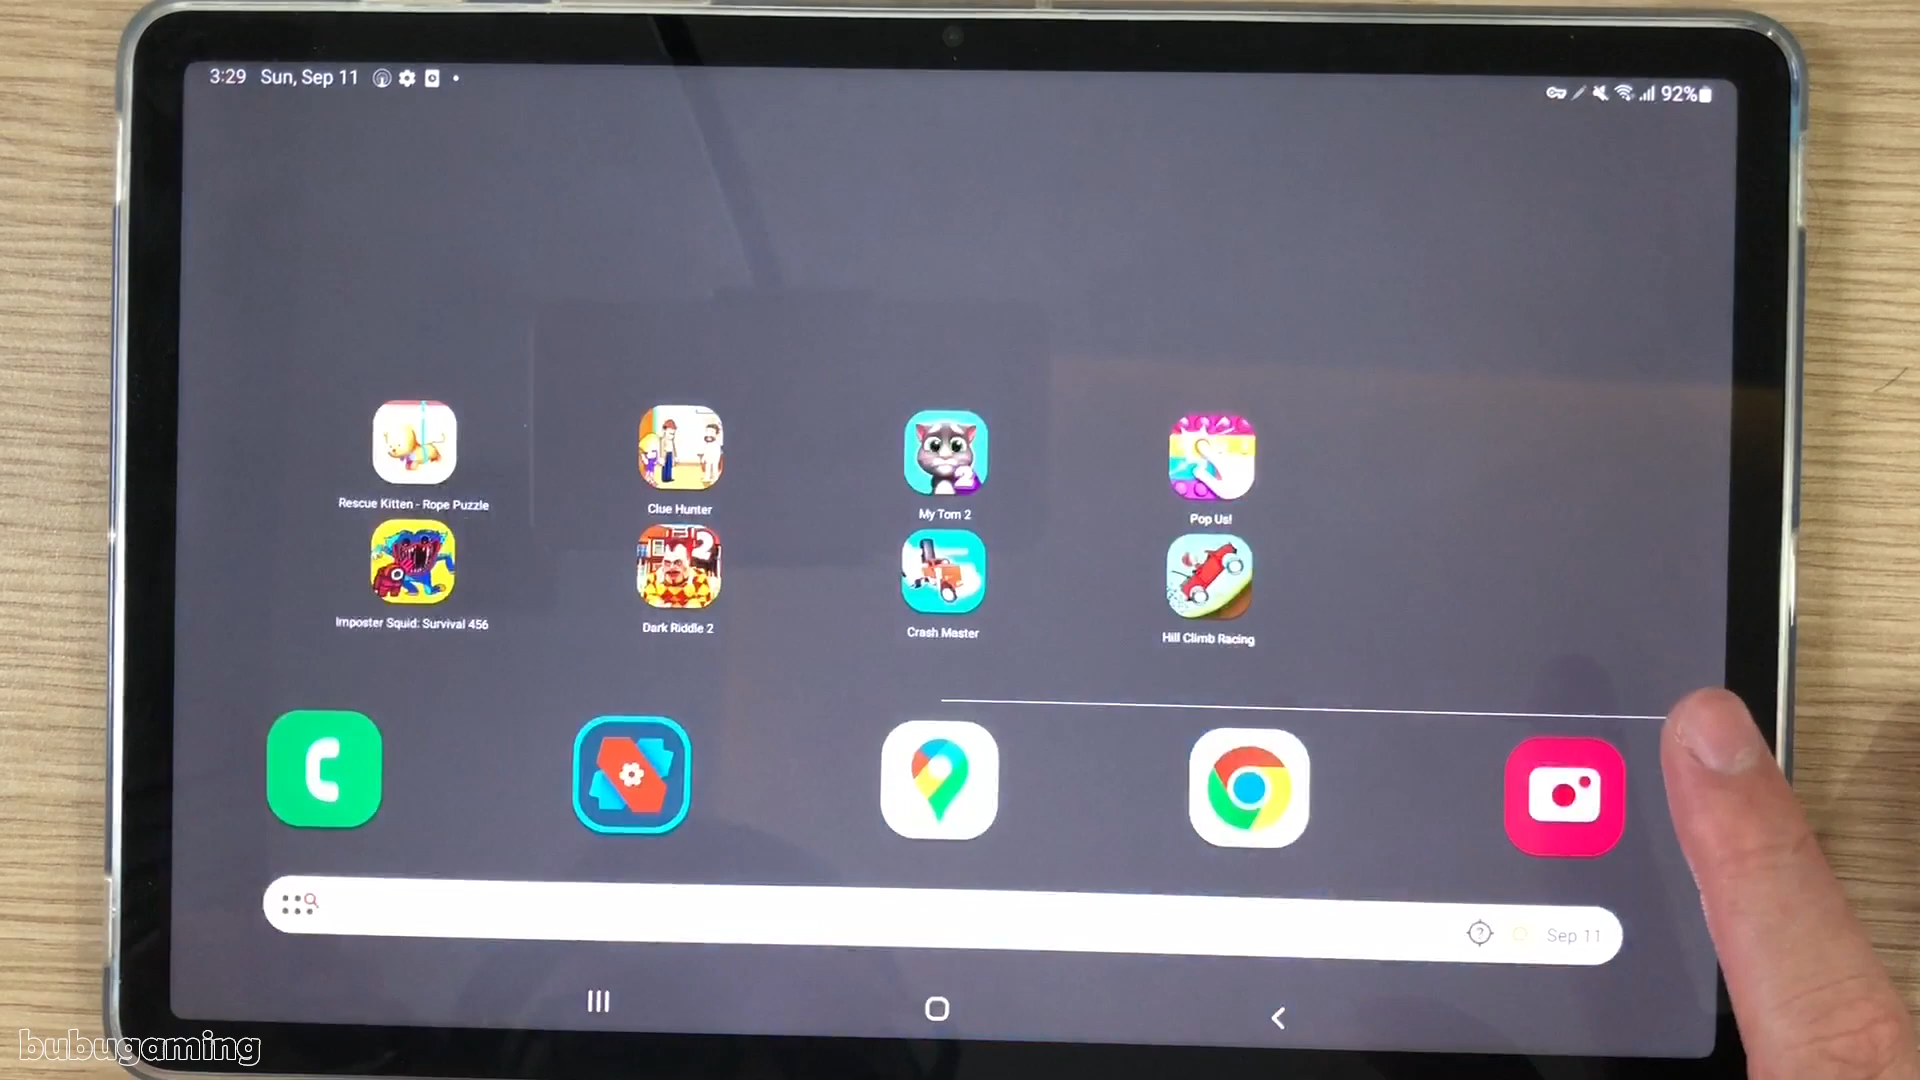 3:29 Sun, Sep 11
92%
Rescue Kitten - Rope Puzzle
Clue Hunter
My Tom 2
Pop Us!
Imposter Squid: Survival 456
Dark Riddle 2
Crash Master
Hill Climb Racing
Sep 11
bubugaming